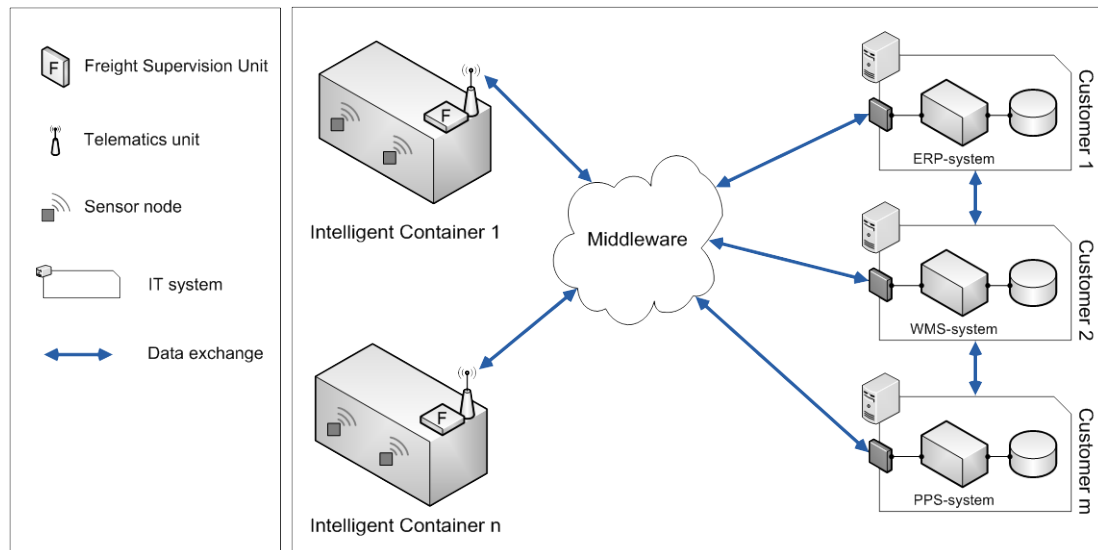 F
Freight Supervision Unit
Telematics unit
Sensor node
IT system
Data exchange
F
Intelligent Container 1
F
Intelligent Container n
Middleware
ERP-system
Customer 1
WMS-system
Customer 2
PPS-system
Customer m